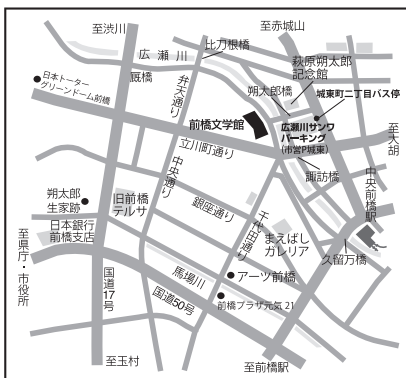 至渋川
至赤城山
広瀬川
比刀根橋
萩原朔太郎
記念館
厩橋
弁天通り
朔太郎橋
城東町二丁目バス停
日本トーター
グリーンドーム前橋
前橋文学館
広瀬川サンワ
パーキング
(市営P城東)
至大胡
立川町通り
諏訪橋
中央通り
中央前橋駅
朔太郎
生家跡
旧前橋
テルサ
銀座通り
千代田通り
まえばし
ガレリア
日本銀行
前橋支店
久留万橋
至県庁・市役所
馬場川
アーツ前橋
国道17号
国道50号
前橋プラザ元気21
至玉村
至前橋駅